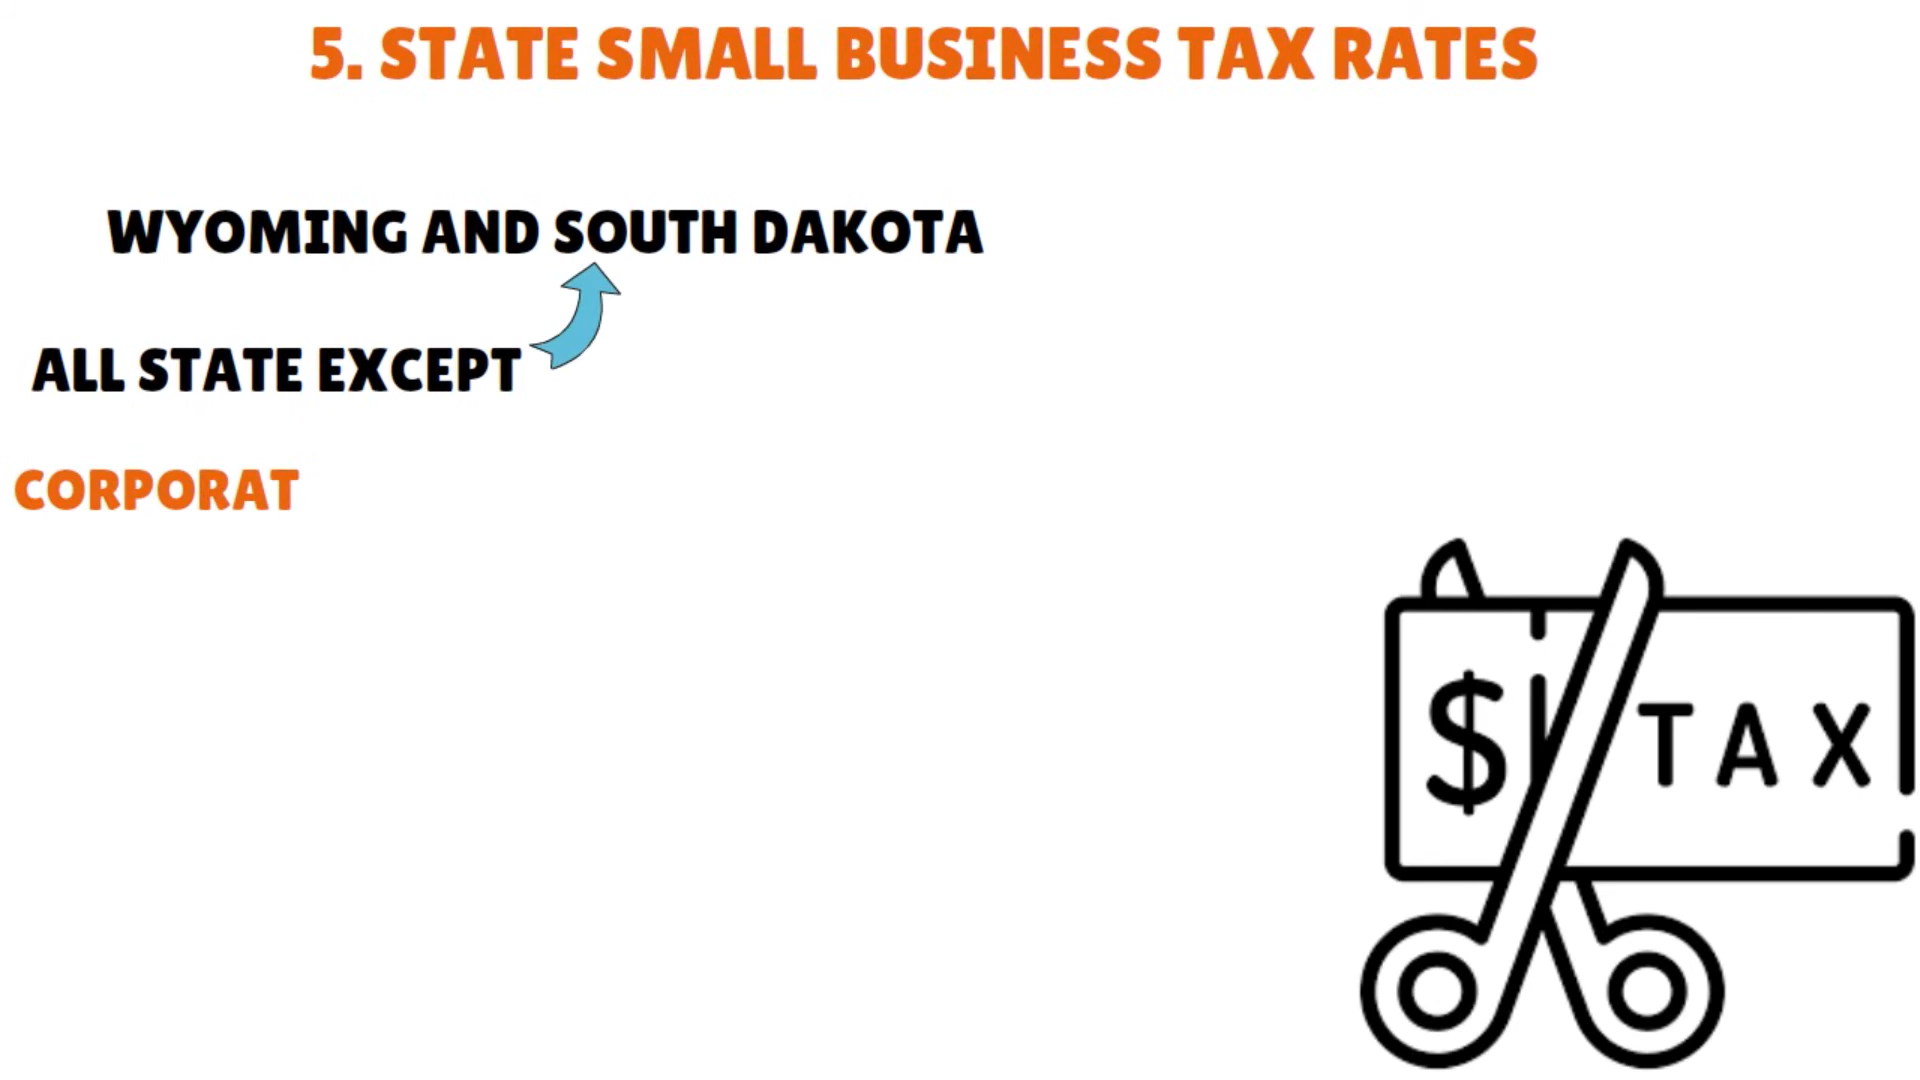 5. STATE SMALL BUSINESS TAX RATES
WYOMING AND SOUTH DAKOTA
ALL STATE EXCEPT
CORPORAT
$ TAX